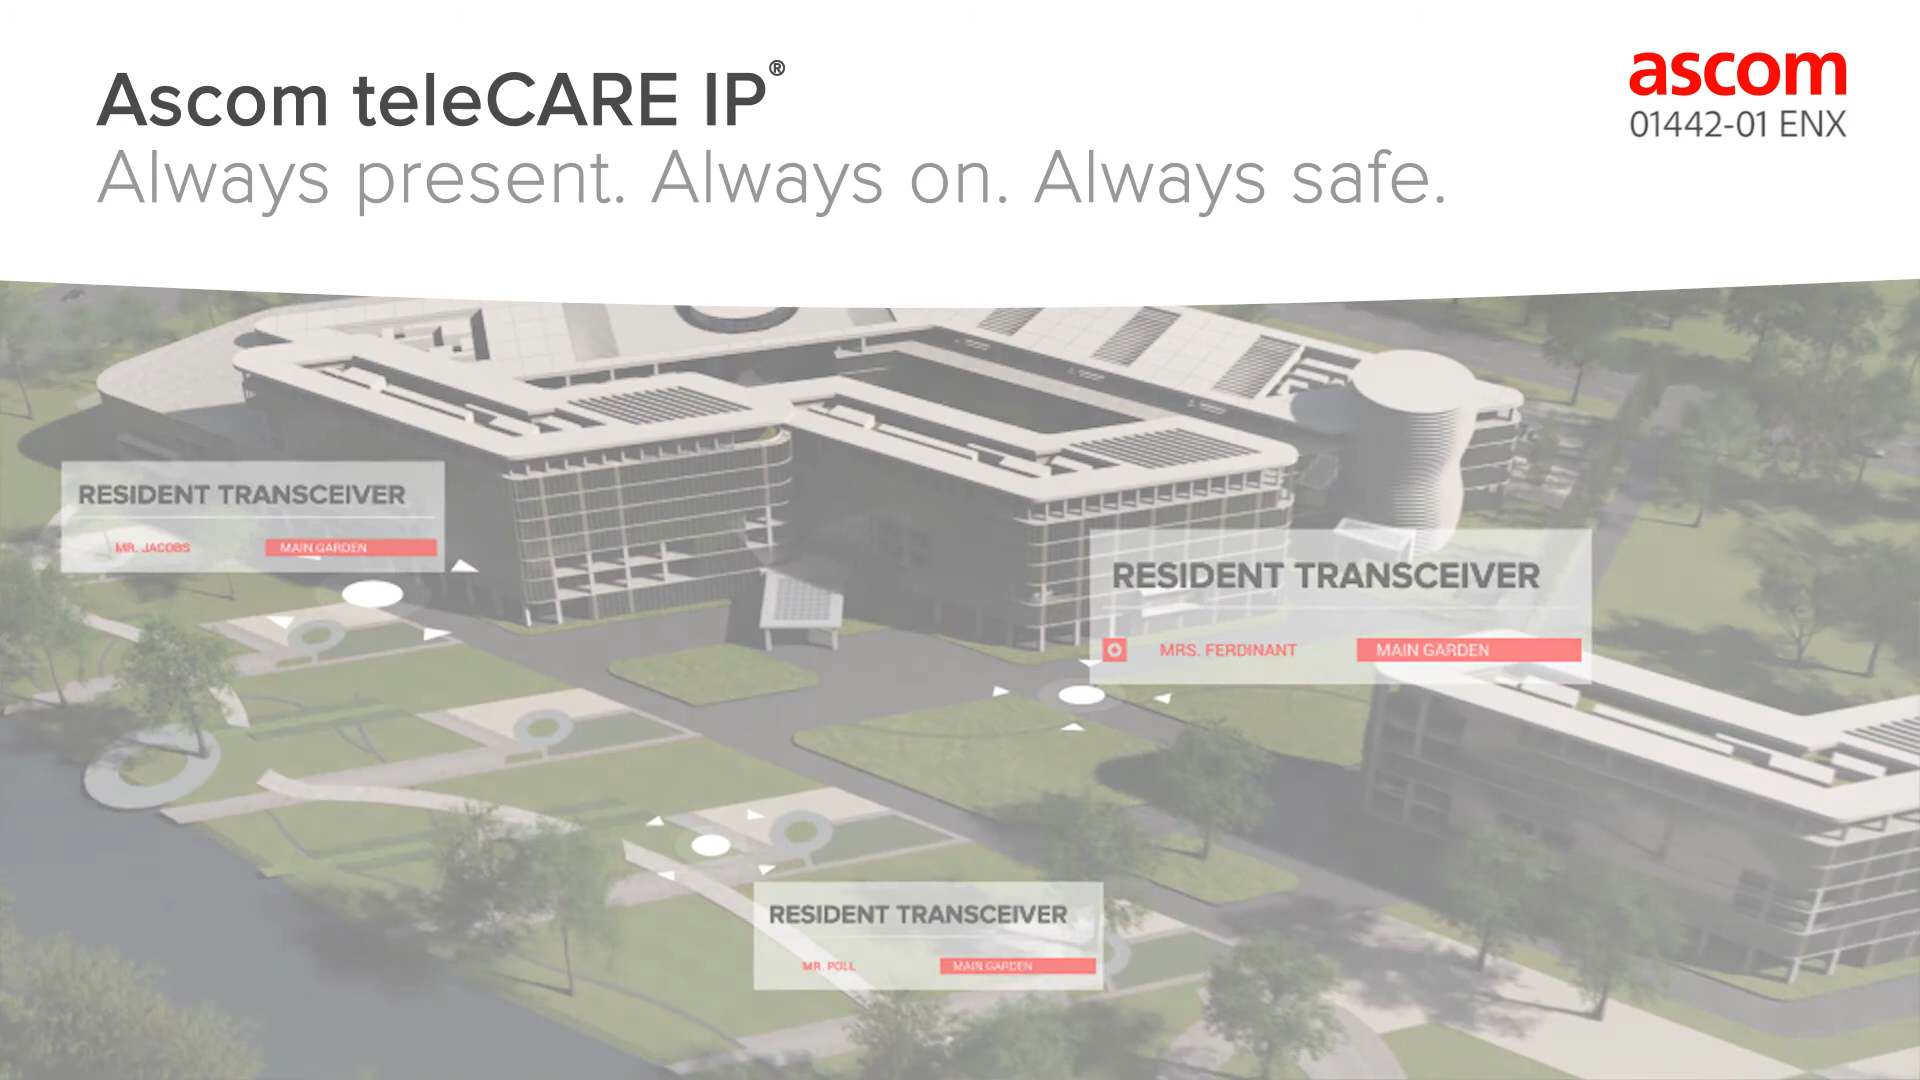 Ascom teleCARE IP®
Always present. Always on. Always safe.
ascom
01442-01 ENX
RESIDENT TRANSCEIVER
MR. JACOBS MAIN GARDEN
RESIDENT TRANSCEIVER
MRS. FERDINANT MAIN GARDEN
RESIDENT TRANSCEIVER
MR. POLL MAIN GARDEN